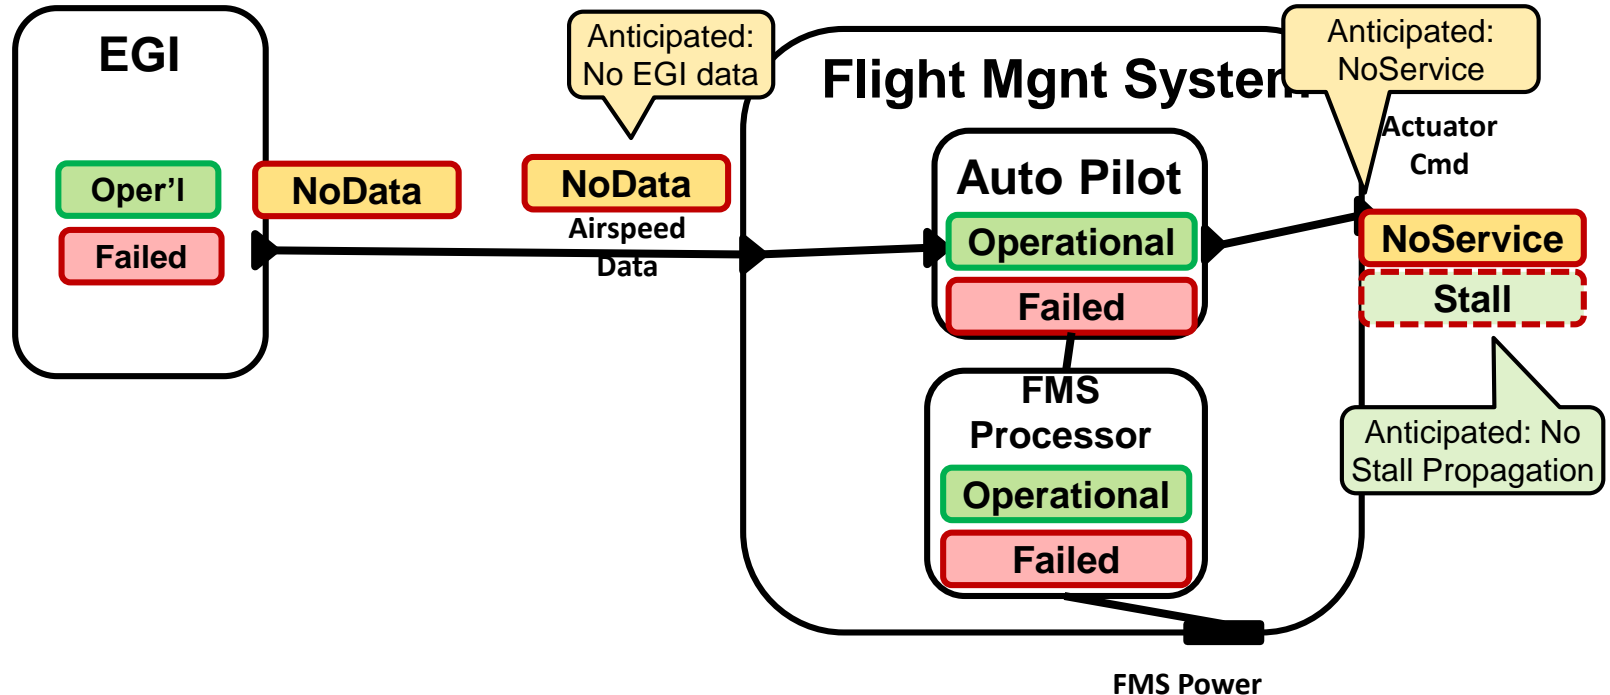 EGI
Oper'l
Failed
NoData
Anticipated:
No EGI data
NoData
Airspeed
Data
Flight Mgnt System
Auto Pilot
Operational
Failed
FMS
Processor
Operational
Failed
FMS Power
Anticipated:
NoService
Actuator
Cmd
NoService
Stall
Anticipated: No
Stall Propagation